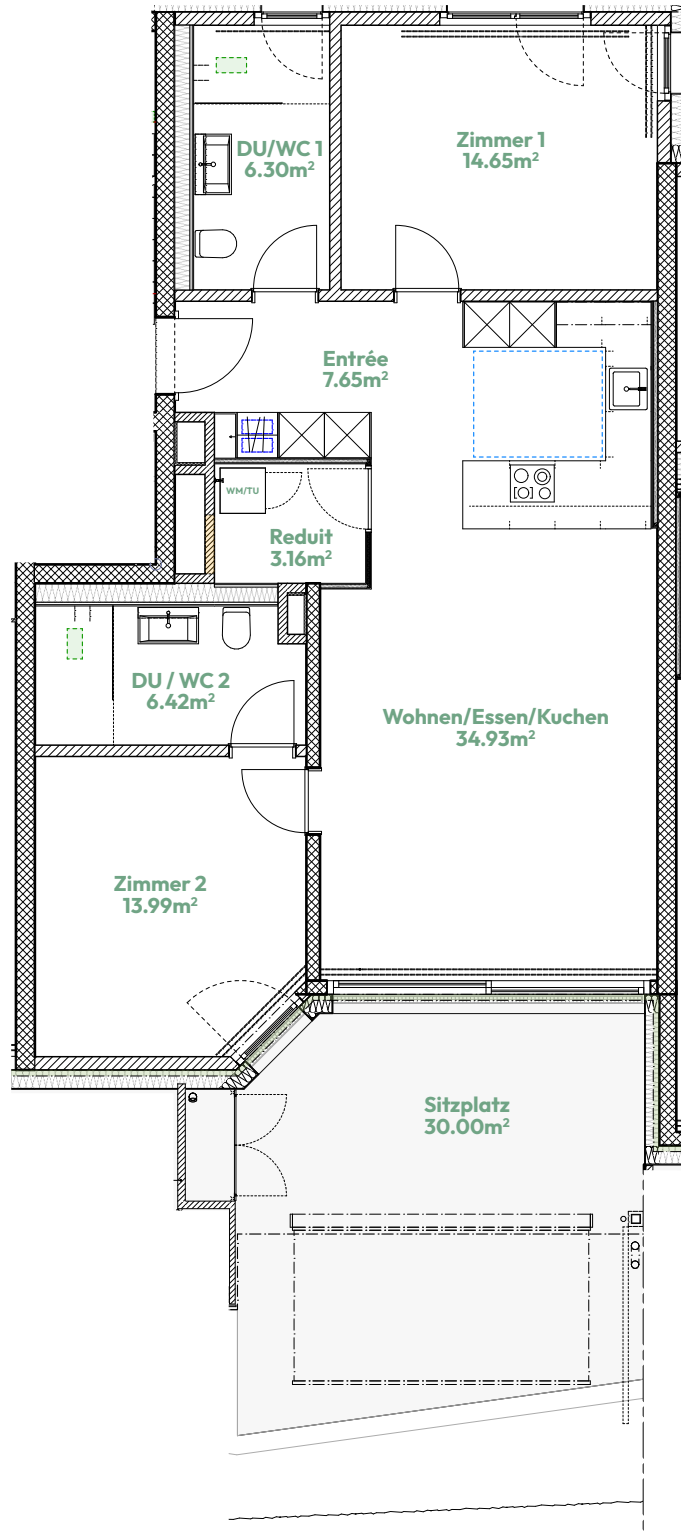 DU/WC 1
6.30m²
Zimmer 1
14.65m²
Entrée
7.65m²
WM/TU
Reduit
3.16m²
DU / WC 2
6.42m²
Wohnen/Essen/Kuchen
34.93m²
Zimmer 2
13.99m²
Sitzplatz
30.00m²